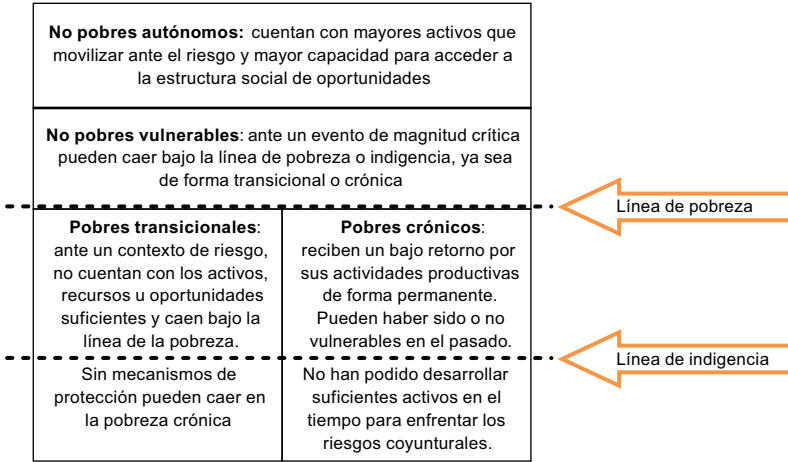 No pobres autónomos: cuentan con mayores activos que
movilizar ante el riesgo y mayor capacidad para acceder a
la estructura social de oportunidades
No pobres vulnerables: ante un evento de magnitud crítica
pueden caer bajo la línea de pobreza o indigencia, ya sea
de forma transicional o crónica
Línea de pobreza
Pobres transicionales:
ante un contexto de riesgo,
no cuentan con los activos,
recursos u oportunidades
suficientes y caen bajo la
línea de la pobreza.
Pobres crónicos:
reciben un bajo retorno por
sus actividades productivas
de forma permanente.
Pueden haber sido o no
vulnerables en el pasado.
Línea de indigencia
Sin mecanismos de
protección pueden caer en
la pobreza crónica
No han podido desarrollar
suficientes activos en el
tiempo para enfrentar los
riesgos coyunturales.